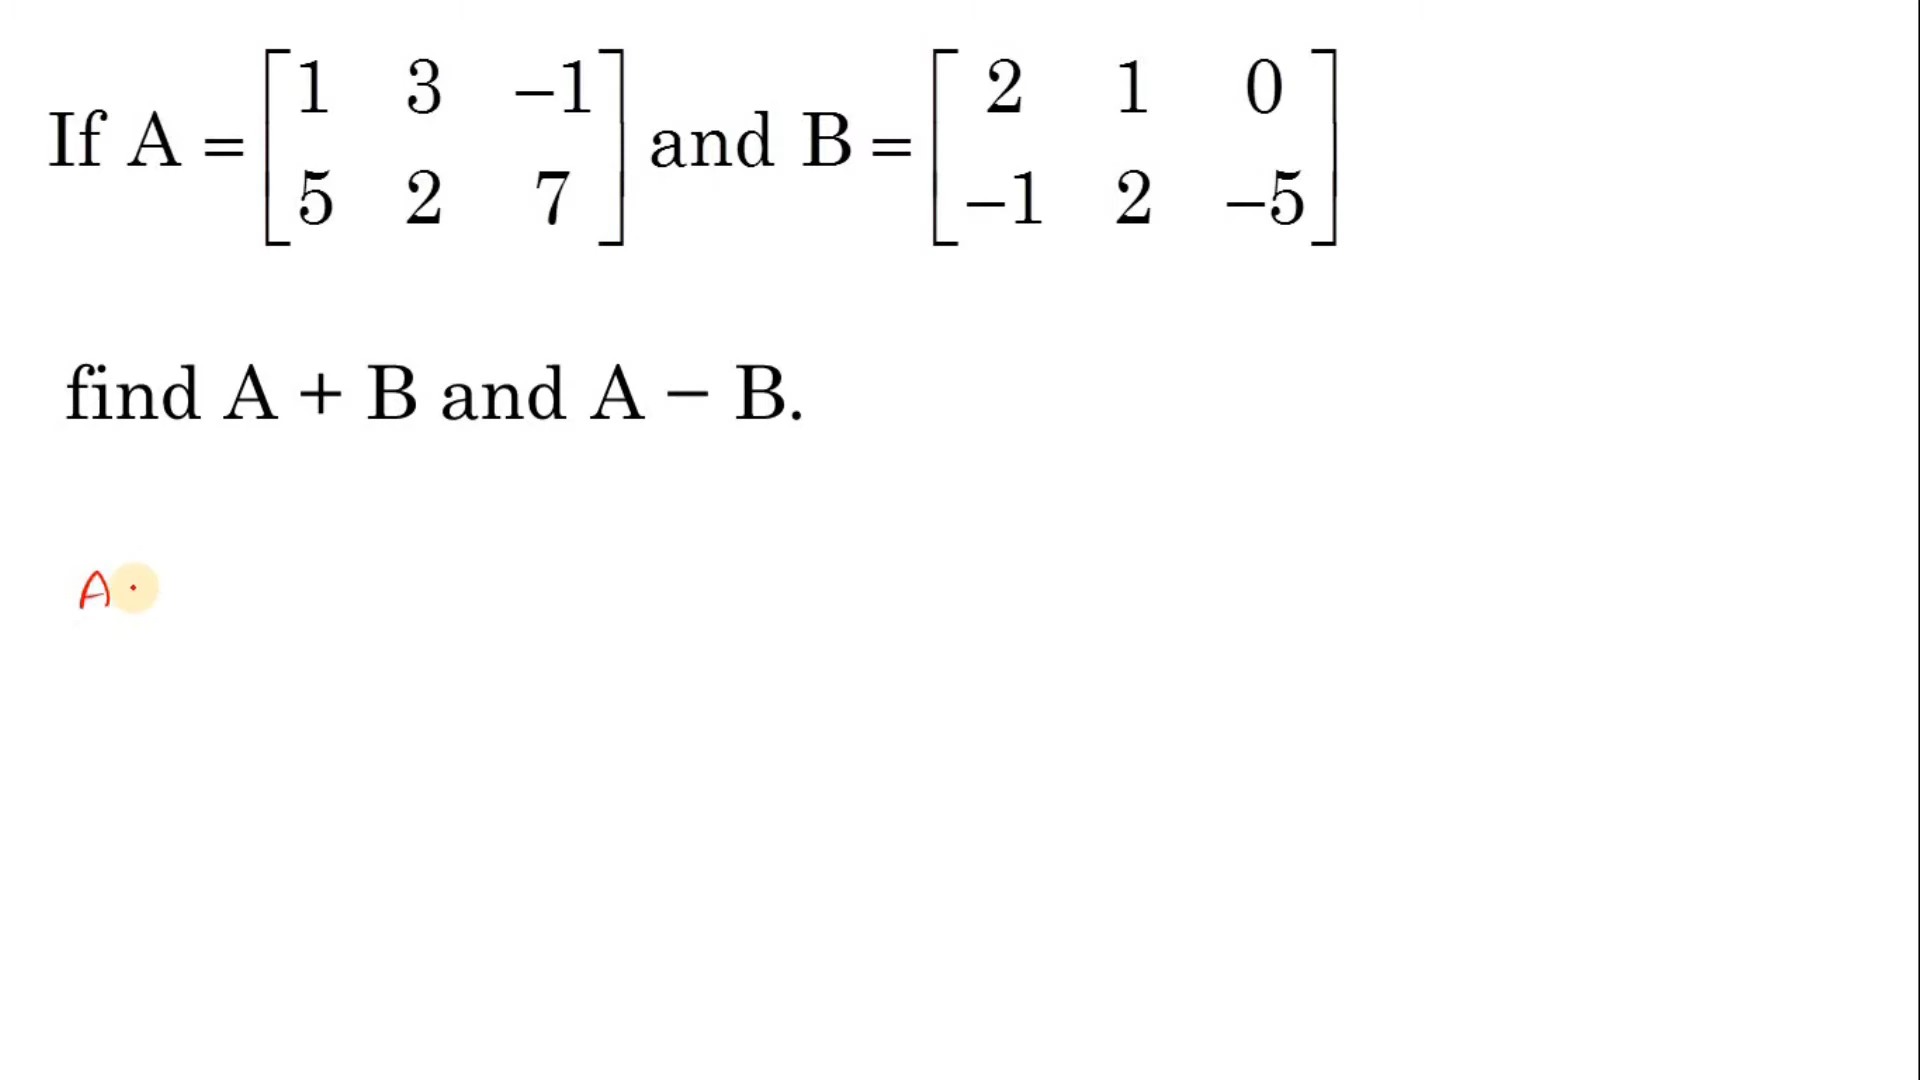 If A = [1 3 −1; 5 2 7] and B = [2 1 0; −1 2 −5]
find A + B and A − B.
A